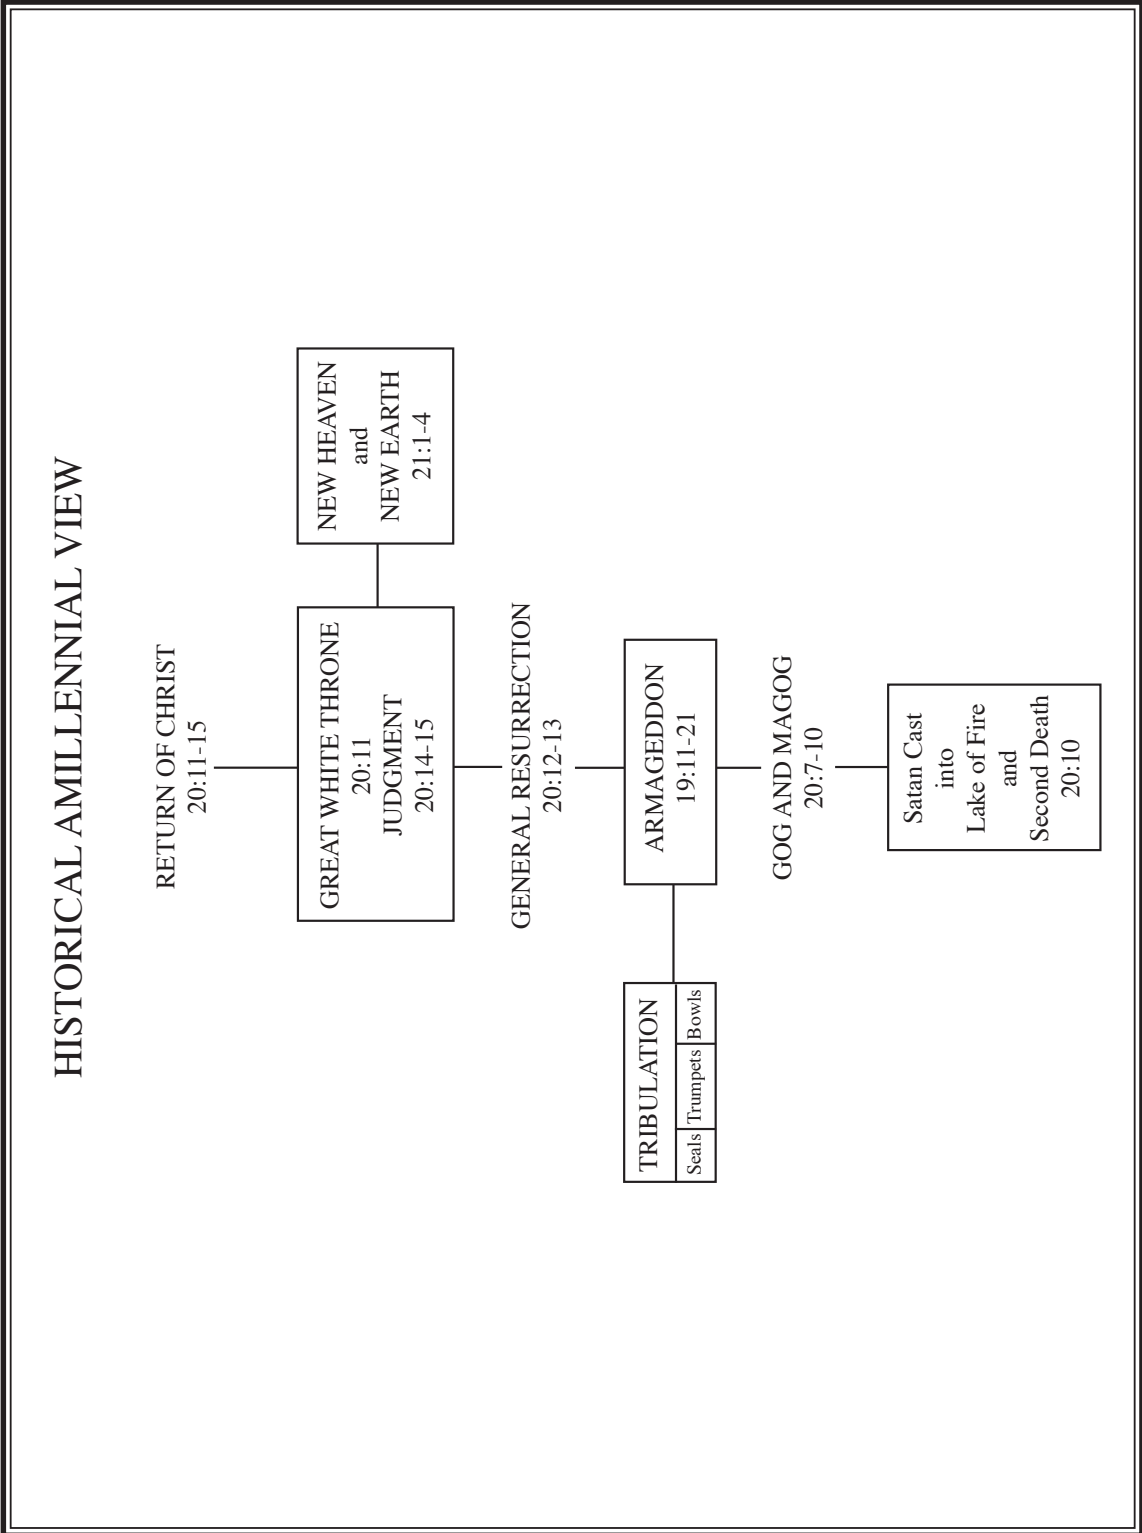 HISTORICAL AMILLENNIAL VIEW
RETURN OF CHRIST
20:11-15
GREAT WHITE THRONE
20:11
JUDGMENT
20:14-15
NEW HEAVEN
and
NEW EARTH
21:1-4
GENERAL RESURRECTION
20:12-13
TRIBULATION
Seals Trumpets Bowls
ARMAGEDDON
19:11-21
GOG AND MAGOG
20:7-10
Satan Cast
into
Lake of Fire
and
Second Death
20:10